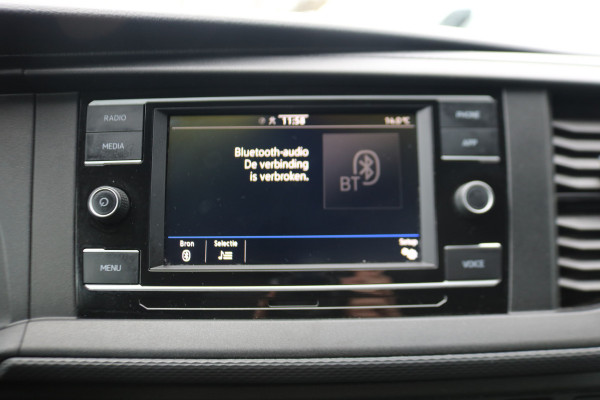 RADIO
MEDIA
MENU
11:58
14.0°C
Bluetooth-audio
De verbinding
is verbroken.
BT
Bron
Selectie
Setup
PHONE
APP
VOICE